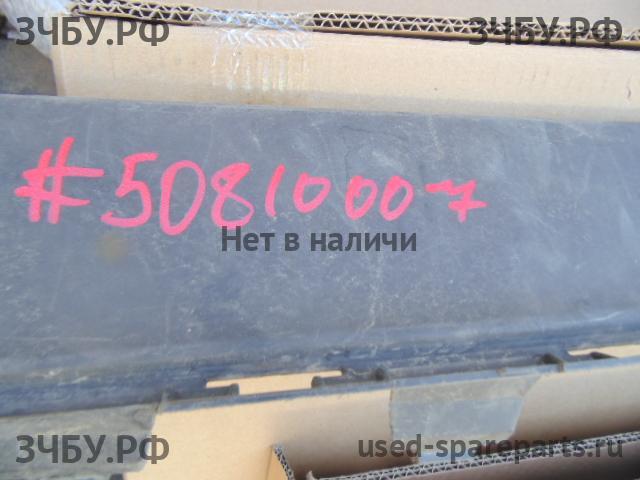 ЗЧБУ.РФ ЗЧБУ.РФ
#50810007
Нет в наличи
ЗЧБУ.РФ used-spareparts.ru